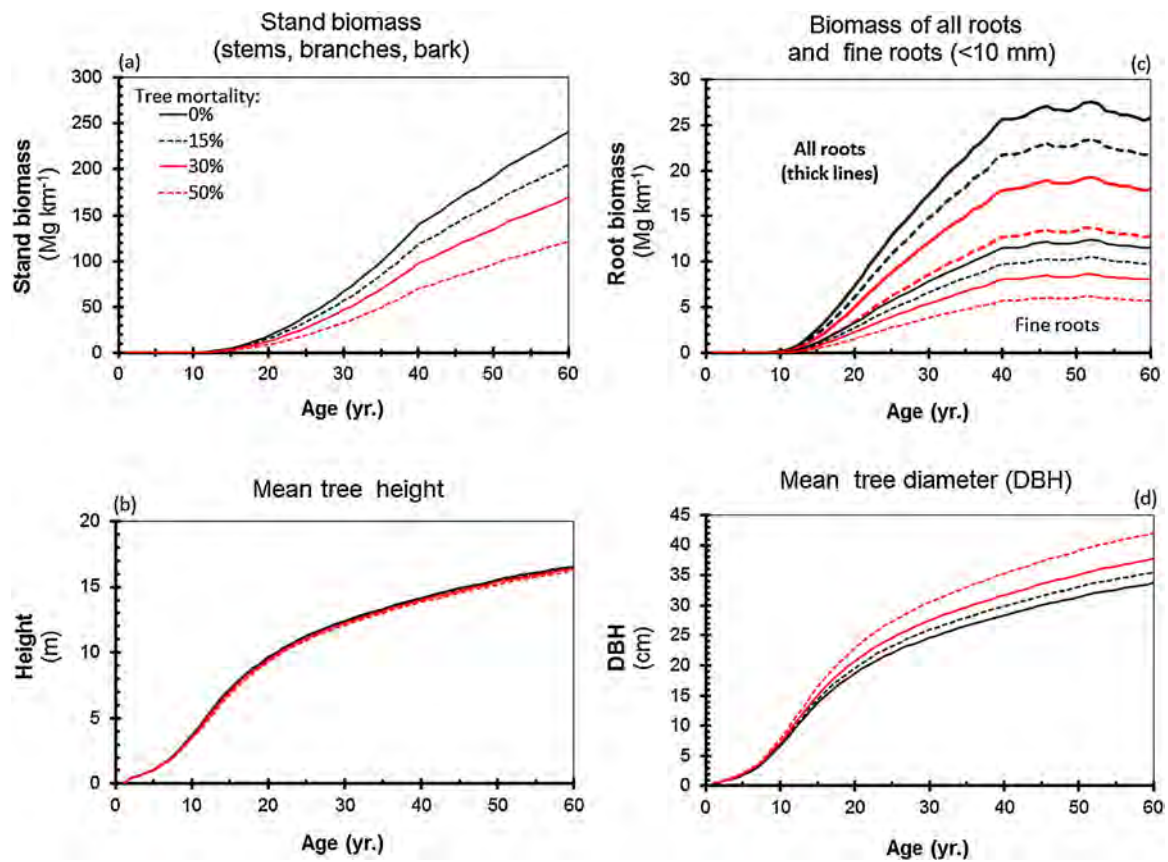 Stand biomass
(stems, branches, bark)
(a)
300
250
200
150
100
50
0
Stand biomass
(Mg km⁻¹)
Tree mortality:
0%
15%
30%
50%
0 10 20 30 40 50 60
Age (yr.)
Biomass of all roots
and fine roots (<10 mm)
(c)
30
25
20
15
10
5
0
Root biomass
(Mg km⁻¹)
All roots
(thick lines)
Fine roots
0 10 20 30 40 50 60
Age (yr.)
Mean tree height
(b)
20
15
10
5
0
Height
(m)
0 10 20 30 40 50 60
Age (yr.)
Mean tree diameter (DBH)
(d)
45
40
35
30
25
20
15
10
5
0
DBH
(cm)
0 10 20 30 40 50 60
Age (yr.)